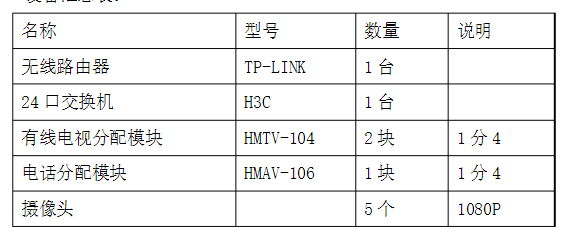 名称 型号 数量 说明
无线路由器 TP-LINK 1台
24口交换机 H3C 1台
有线电视分配模块 HMTV-104 2块 1分4
电话分配模块 HMAV-106 1块 1分4
摄像头 5个 1080P